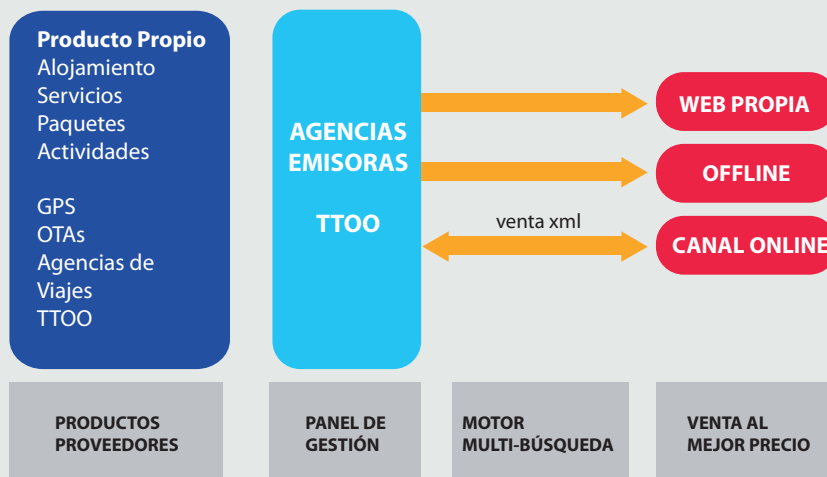 Producto Propio
Alojamiento
Servicios
Paquetes
Actividades
GPS
OTAs
Agencias de
Viajes
TTOO
AGENCIAS
EMISORAS
TTOO
venta xml
WEB PROPIA
OFFLINE
CANAL ONLINE
PRODUCTOS
PROVEEDORES
PANEL DE
GESTIÓN
MOTOR
MULTI-BÚSQUEDA
VENTA AL
MEJOR PRECIO